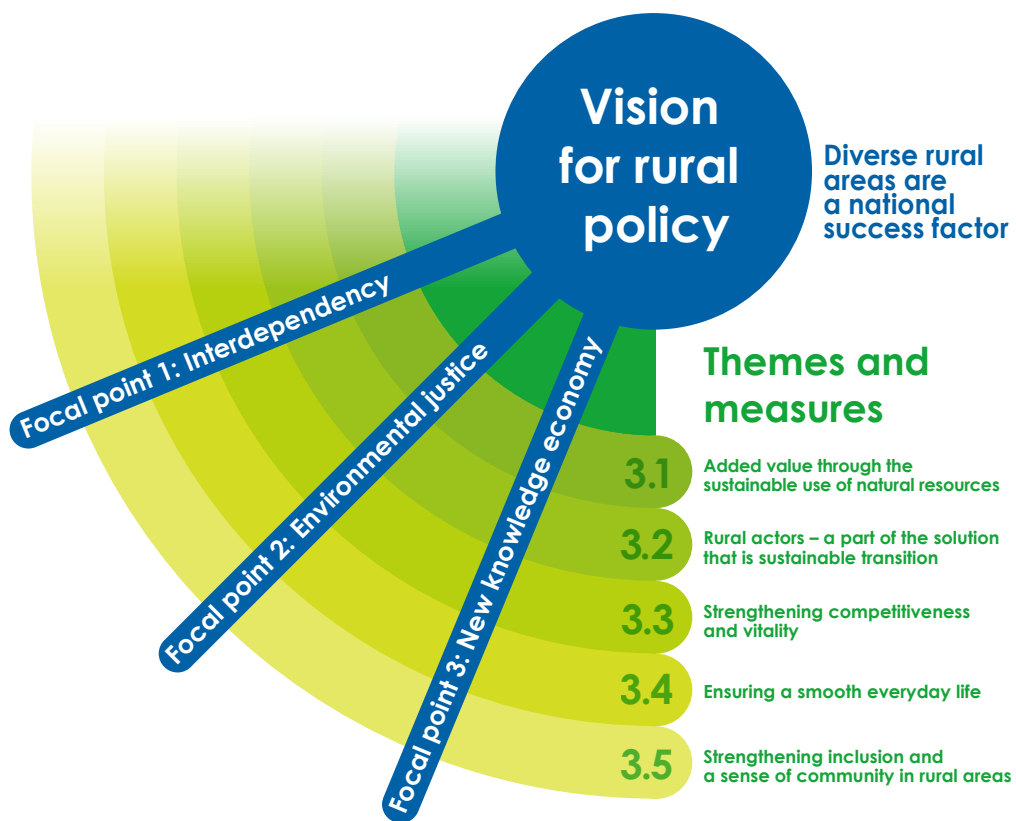 Vision
for rural
policy
Diverse rural
areas are
a national
success factor
Focal point 1: Interdependency
Focal point 2: Environmental justice
Focal point 3: New knowledge economy
Themes and
measures
3.1
Added value through the
sustainable use of natural resources
3.2
Rural actors – a part of the solution
that is sustainable transition
3.3
Strengthening competitiveness
and vitality
3.4
Ensuring a smooth everyday life
3.5
Strengthening inclusion and
a sense of community in rural areas